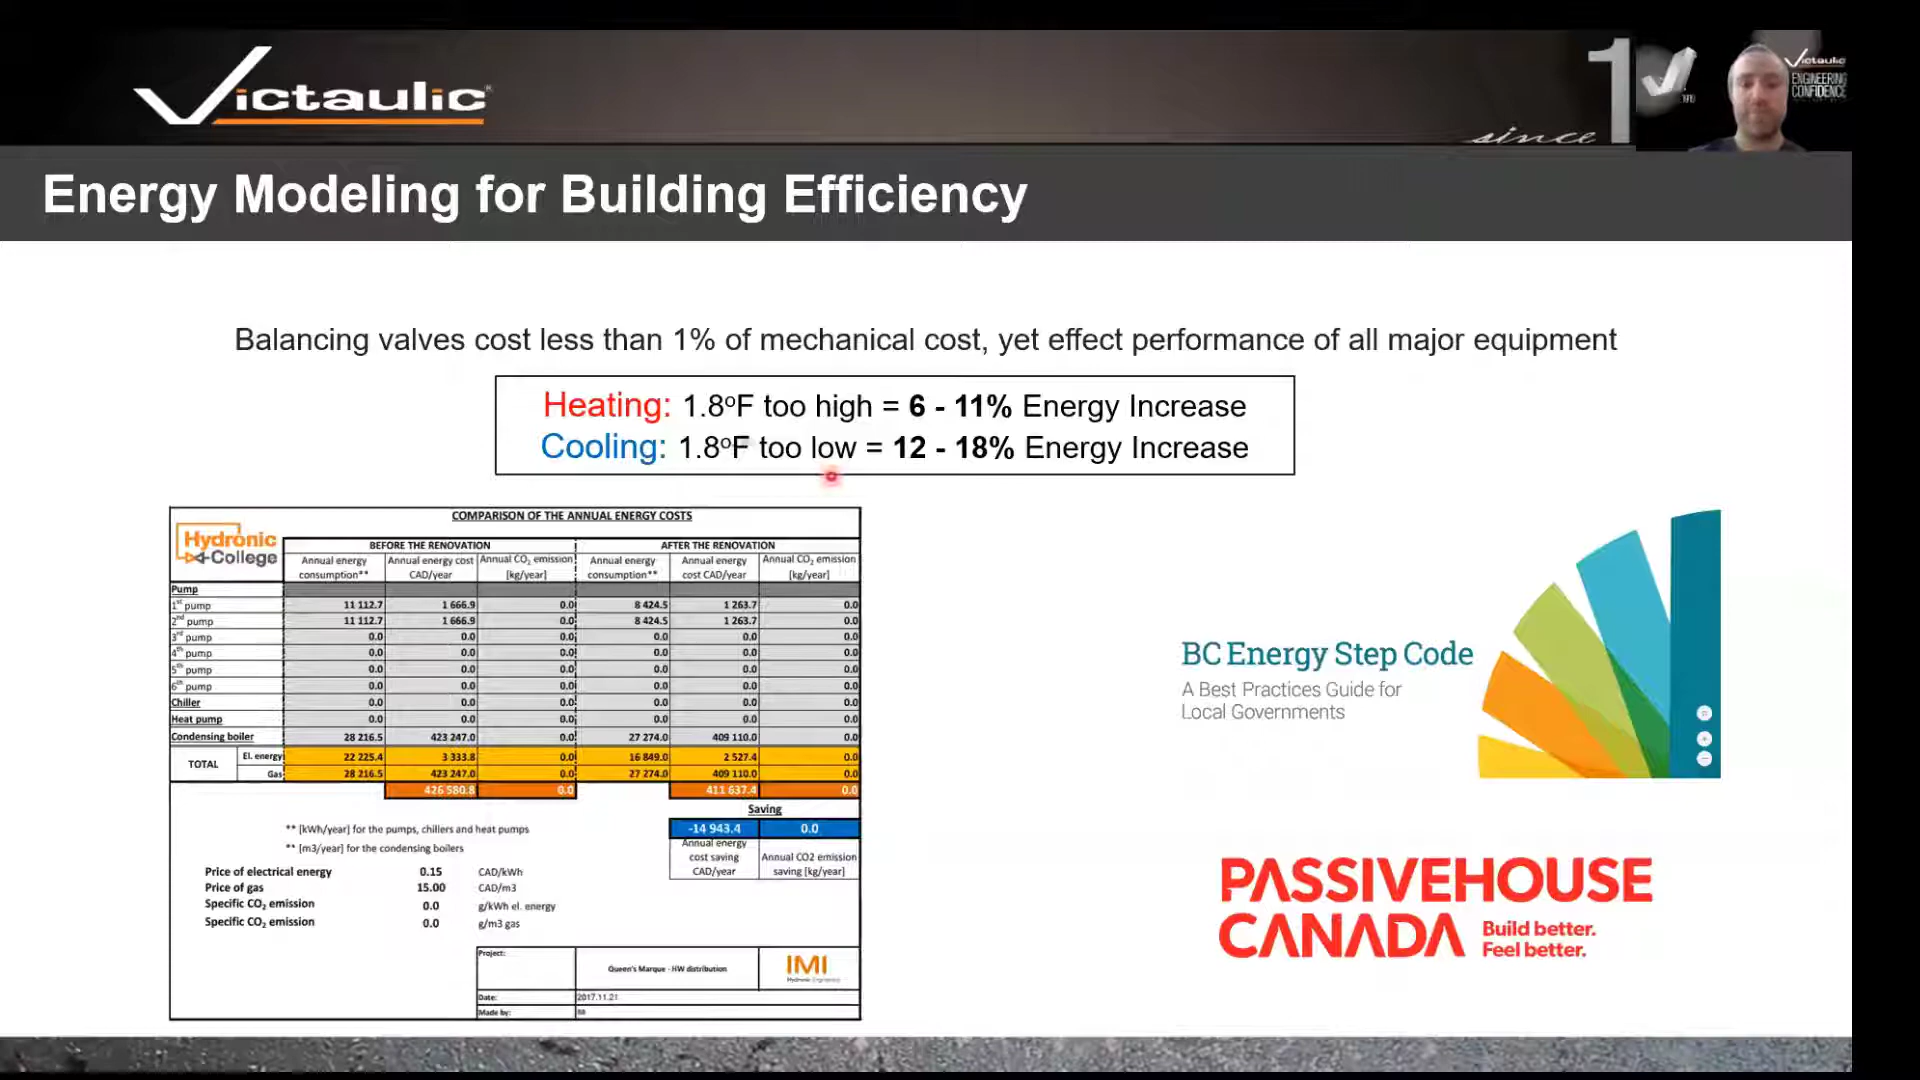 Victaulic®
since 1
Victaulic
ENGINEERING
CONFIDENCE
Energy Modeling for Building Efficiency
Balancing valves cost less than 1% of mechanical cost, yet effect performance of all major equipment
Heating: 1.8°F too high = 6 - 11% Energy Increase
Cooling: 1.8°F too low = 12 - 18% Energy Increase
COMPARISON OF THE ANNUAL ENERGY COSTS
Hydronic
College
BEFORE THE RENOVATION AFTER THE RENOVATION
Annual energy consumption** Annual energy cost CAD/year Annual CO₂ emission [kg/year] Annual energy consumption** Annual energy cost CAD/year Annual CO₂ emission [kg/year]
Pump
1st pump 11 112.7 1 666.9 0.0 8 424.5 1 263.7 0.0
2nd pump 11 112.7 1 666.9 0.0 8 424.5 1 263.7 0.0
3rd pump 0.0 0.0 0.0 0.0 0.0 0.0
4th pump 0.0 0.0 0.0 0.0 0.0 0.0
5th pump 0.0 0.0 0.0 0.0 0.0 0.0
6th pump 0.0 0.0 0.0 0.0 0.0 0.0
Chiller 0.0 0.0 0.0 0.0 0.0 0.0
Heat pump 0.0 0.0 0.0 0.0 0.0 0.0
Condensing boiler 28 216.5 423 247.0 0.0 27 274.0 409 110.0 0.0
TOTAL El. energy 22 225.4 3 333.8 0.0 16 849.0 2 527.4 0.0
Gas 28 216.5 423 247.0 0.0 27 274.0 409 110.0 0.0
426 580.8 0.0 411 637.4 0.0
Saving
-14 943.4 0.0
Annual energy cost saving CAD/year Annual CO2 emission saving [kg/year]
** [kWh/year] for the pumps, chillers and heat pumps
** [m3/year] for the condensing boilers
Price of electrical energy 0.15 CAD/kWh
Price of gas 15.00 CAD/m3
Specific CO₂ emission 0.0 g/kWh el. energy
Specific CO₂ emission 0.0 g/m3 gas
Project: Queen's Marque - HW distribution
IMI
Hydronic Engineering
Date: 2017.11.21
Made by:
BC Energy Step Code
A Best Practices Guide for
Local Governments
PASSIVEHOUSE
CANADA
Build better.
Feel better.